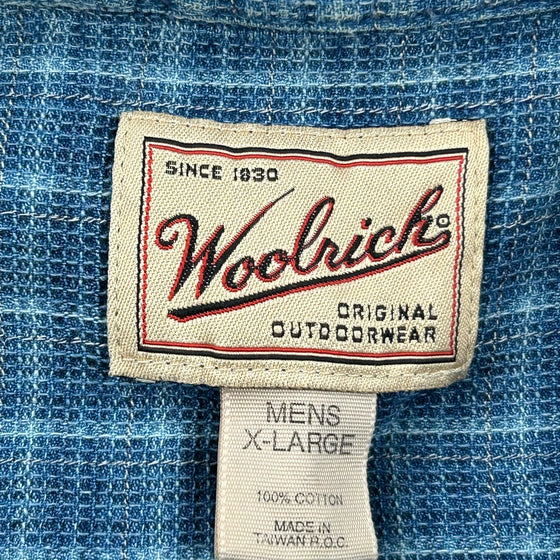 SINCE 1830
Woolrich
ORIGINAL
OUTDOORWEAR
MENS
X-LARGE
100% COTTON
MADE IN
TAIWAN R.O.C.